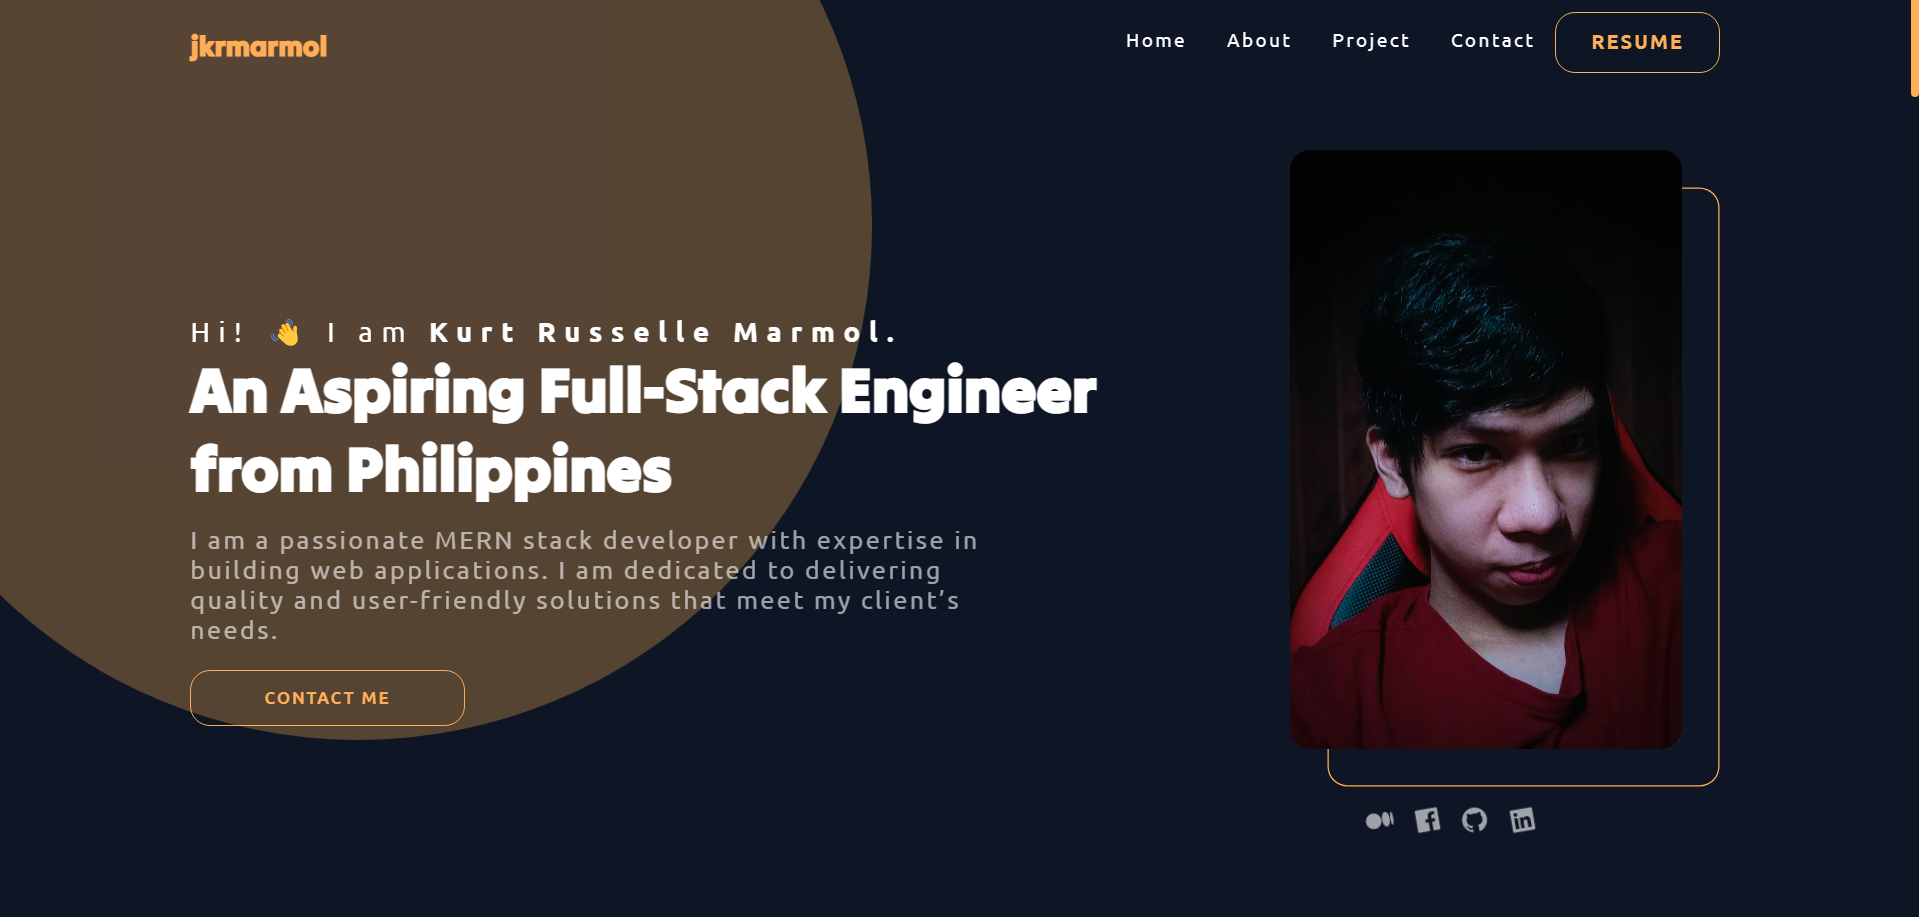 jkrmarmol
Home About Project Contact RESUME
Hi! 👋 I am Kurt Russelle Marmol.
An Aspiring Full-Stack Engineer
from Philippines
I am a passionate MERN stack developer with expertise in
building web applications. I am dedicated to delivering
quality and user-friendly solutions that meet my client’s
needs.
CONTACT ME